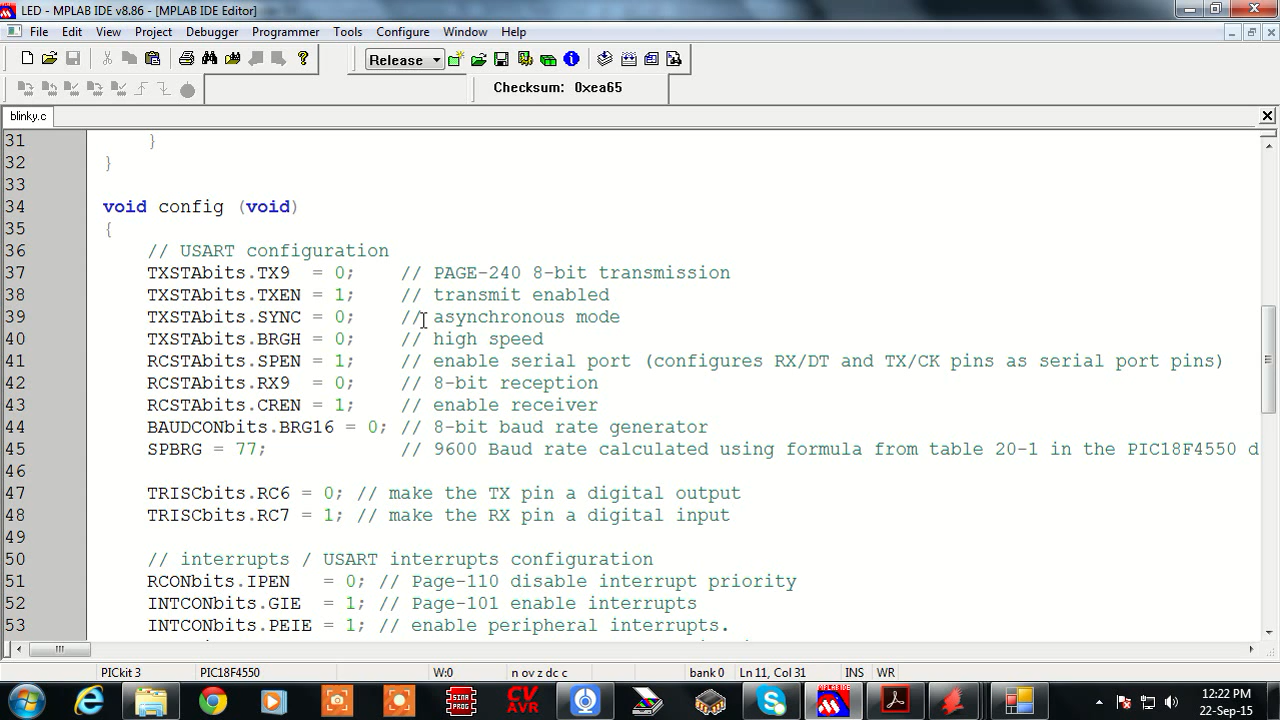 LED - MPLAB IDE v8.86 - [MPLAB IDE Editor]
File Edit View Project Debugger Programmer Tools Configure Window Help
Release
Checksum: 0xea65
blinky.c
31 }
32 }
33
34 void config (void)
35 {
36 // USART configuration
37 TXSTAbits.TX9 = 0; // PAGE-240 8-bit transmission
38 TXSTAbits.TXEN = 1; // transmit enabled
39 TXSTAbits.SYNC = 0; // asynchronous mode
40 TXSTAbits.BRGH = 0; // high speed
41 RCSTAbits.SPEN = 1; // enable serial port (configures RX/DT and TX/CK pins as serial port pins)
42 RCSTAbits.RX9 = 0; // 8-bit reception
43 RCSTAbits.CREN = 1; // enable receiver
44 BAUDCONbits.BRG16 = 0; // 8-bit baud rate generator
45 SPBRG = 77; // 9600 Baud rate calculated using formula from table 20-1 in the PIC18F4550 d
46
47 TRISCbits.RC6 = 0; // make the TX pin a digital output
48 TRISCbits.RC7 = 1; // make the RX pin a digital input
49
50 // interrupts / USART interrupts configuration
51 RCONbits.IPEN = 0; // Page-110 disable interrupt priority
52 INTCONbits.GIE = 1; // Page-101 enable interrupts
53 INTCONbits.PEIE = 1; // enable peripheral interrupts.
PICkit 3 PIC18F4550 W:0 n ov z dc c bank 0 Ln 11, Col 31 INS WR
SINA PROG
CV AVR
MPLAB IDE
12:22 PM
22-Sep-15